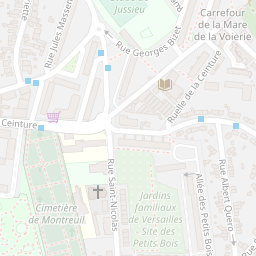 Jussieu
Carrefour
de la Mare
de la Voierie
Rue Jules Massenet
Rue Georges Bizet
Ruelle de la Ceinture
Ceinture
Rue Saint-Nicolas
Cimetière
de Montreuil
Jardins
familiaux
de Versailles
Site des
Petits Bois
Allée des Petits Bois
Rue Albert Quéro